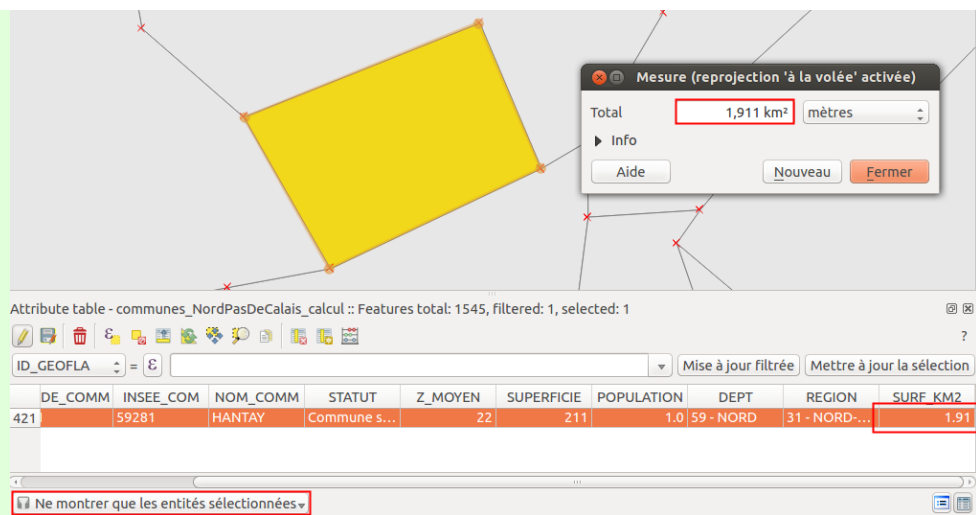 Mesure (reprojection 'à la volée' activée)
Total 1,911 km² mètres
Info
Aide Nouveau Fermer
Attribute table - communes_NordPasDeCalais_calcul :: Features total: 1545, filtered: 1, selected: 1
?
ID_GEOFLA = ε Mise à jour filtrée Mettre à jour la sélection
DE_COMM INSEE_COM NOM_COMM STATUT Z_MOYEN SUPERFICIE POPULATION DEPT REGION SURF_KM2
421 59281 HANTAY Commune s... 22 211 1.0 59 - NORD 31 - NORD-... 1.91
Ne montrer que les entités sélectionnées